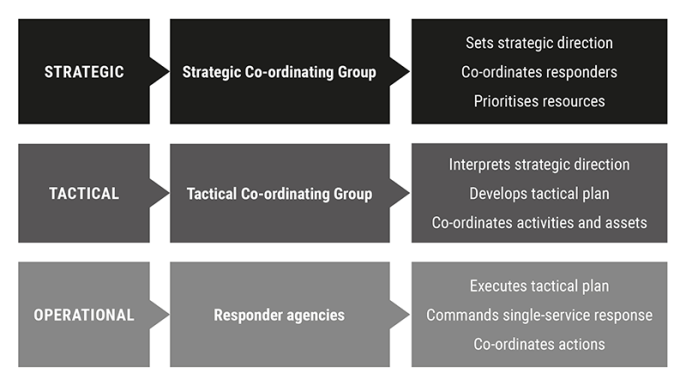 STRATEGIC
Strategic Co-ordinating Group
Sets strategic direction
Co-ordinates responders
Prioritises resources
TACTICAL
Tactical Co-ordinating Group
Interprets strategic direction
Develops tactical plan
Co-ordinates activities and assets
OPERATIONAL
Responder agencies
Executes tactical plan
Commands single-service response
Co-ordinates actions